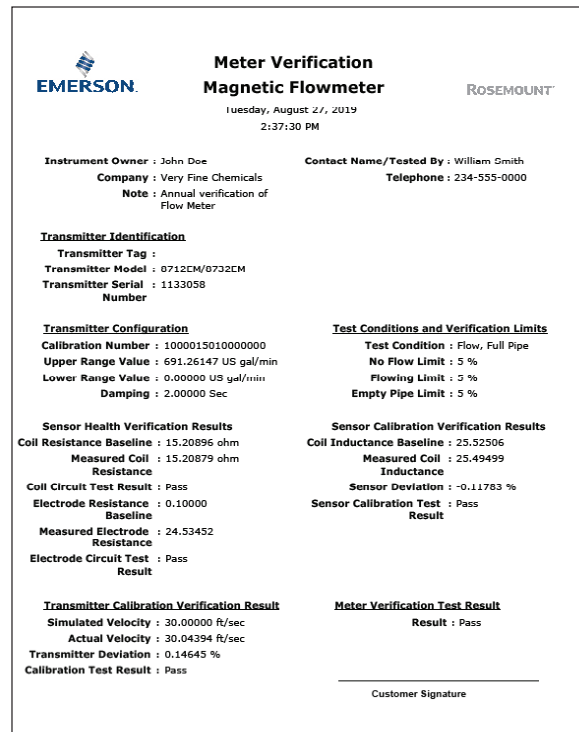 EMERSON.
Meter Verification
Magnetic Flowmeter
ROSEMOUNT
Tuesday, August 27, 2019
2:37:30 PM
Instrument Owner : John Doe
Company : Very Fine Chemicals
Note : Annual verification of
Flow Meter
Contact Name/Tested By : William Smith
Telephone : 234-555-0000
Transmitter Identification
Transmitter Tag :
Transmitter Model : 8712EM/8732EM
Transmitter Serial : 1133058
Number
Transmitter Configuration
Calibration Number : 1000015010000000
Upper Range Value : 691.26147 US gal/min
Lower Range Value : 0.00000 US gal/min
Damping : 2.00000 Sec
Test Conditions and Verification Limits
Test Condition : Flow, Full Pipe
No Flow Limit : 5 %
Flowing Limit : 5 %
Empty Pipe Limit : 5 %
Sensor Health Verification Results
Coil Resistance Baseline : 15.20896 ohm
Measured Coil : 15.20879 ohm
Resistance
Coil Circuit Test Result : Pass
Electrode Resistance : 0.10000
Baseline
Measured Electrode : 24.53452
Resistance
Electrode Circuit Test : Pass
Result
Sensor Calibration Verification Results
Coil Inductance Baseline : 25.52506
Measured Coil : 25.49499
Inductance
Sensor Deviation : -0.11783 %
Sensor Calibration Test : Pass
Result
Transmitter Calibration Verification Result
Simulated Velocity : 30.00000 ft/sec
Actual Velocity : 30.04394 ft/sec
Transmitter Deviation : 0.14645 %
Calibration Test Result : Pass
Meter Verification Test Result
Result : Pass
Customer Signature